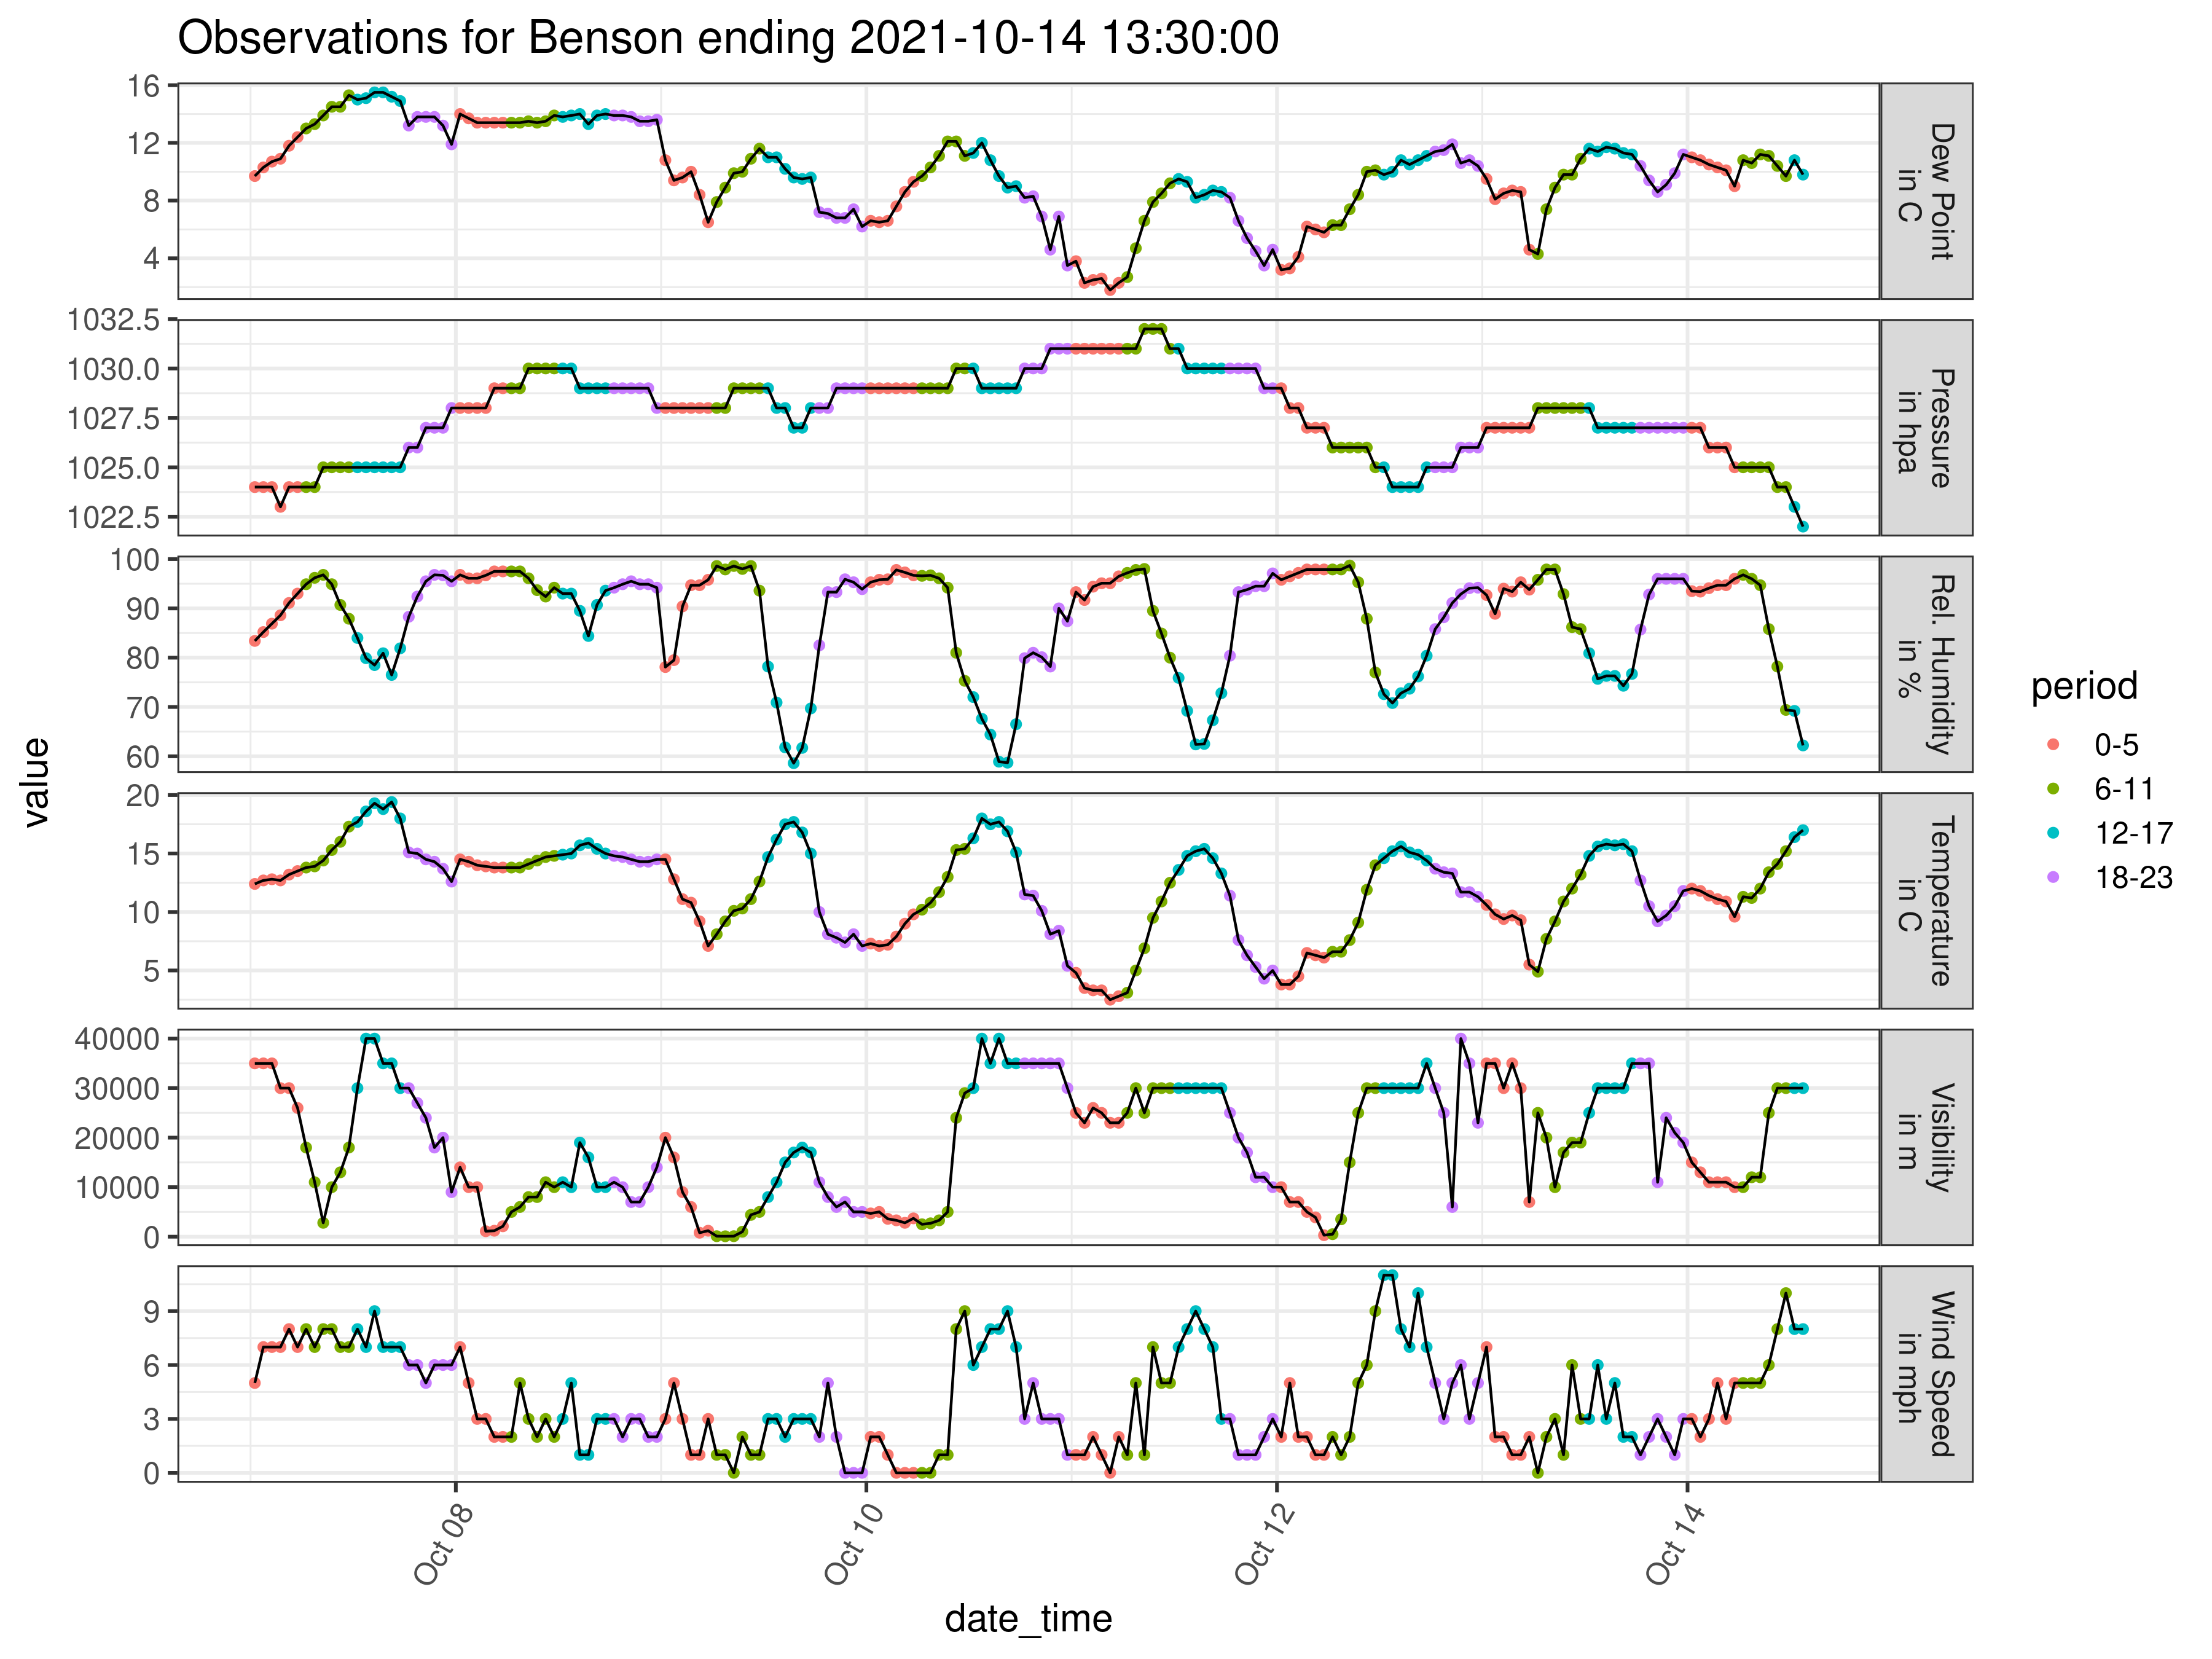 Observations for Benson ending 2021-10-14 13:30:00
16
12
8
4
Dew Point
in C
1032.5
1030.0
1027.5
1025.0
1022.5
Pressure
in hpa
100
90
80
70
60
Rel. Humidity
in %
20
15
10
5
Temperature
in C
40000
30000
20000
10000
0
Visibility
in m
9
6
3
0
Wind Speed
in mph
value
Oct 08
Oct 10
Oct 12
Oct 14
date_time
period
0-5
6-11
12-17
18-23